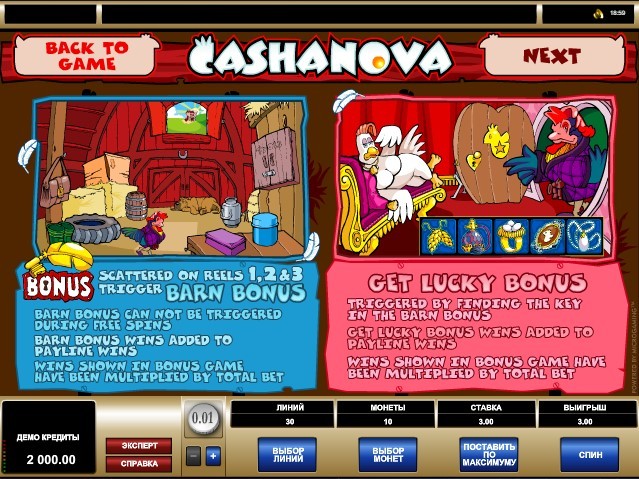 18:59
BACK TO
GAME
CASHANOVA
NEXT
BONUS
SCATTERED ON REELS 1, 2 & 3
TRIGGER BARN BONUS
BARN BONUS CAN NOT BE TRIGGERED
DURING FREE SPINS
BARN BONUS WINS ADDED TO
PAYLINE WINS
WINS SHOWN IN BONUS GAME
HAVE BEEN MULTIPLIED BY TOTAL BET
GET LUCKY BONUS
TRIGGERED BY FINDING THE KEY
IN THE BARN BONUS
GET LUCKY BONUS WINS ADDED TO
PAYLINE WINS
WINS SHOWN IN BONUS GAME HAVE
BEEN MULTIPLIED BY TOTAL BET
POWERED BY MICROGAMING
ДЕМО КРЕДИТЫ
2 000.00
ЭКСПЕРТ
СПРАВКА
0.01
− +
ЛИНИЙ
30
МОНЕТЫ
10
СТАВКА
3.00
ВЫИГРЫШ
3.00
ВЫБОР
ЛИНИЙ
ВЫБОР
МОНЕТ
ПОСТАВИТЬ
ПО
МАКСИМУМУ
СПИН